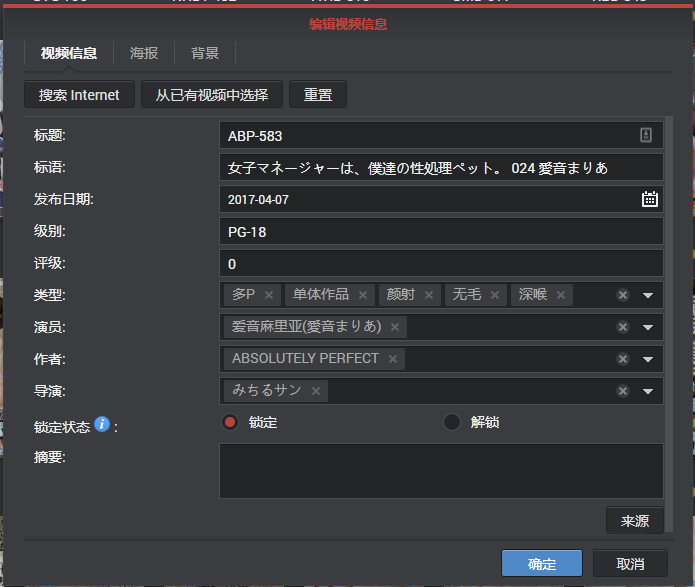 编辑视频信息
视频信息 海报 背景
搜索 Internet 从已有视频中选择 重置
标题: ABP-583
标语: 女子マネージャーは、僕達の性処理ペット。 024 愛音まりあ
发布日期: 2017-04-07
级别: PG-18
评级: 0
类型: 多P 单体作品 颜射 无毛 深喉
演员: 爱音麻里亚(愛音まりあ)
作者: ABSOLUTELY PERFECT
导演: みちるサン
锁定状态 i : 锁定 解锁
摘要:
来源
确定 取消